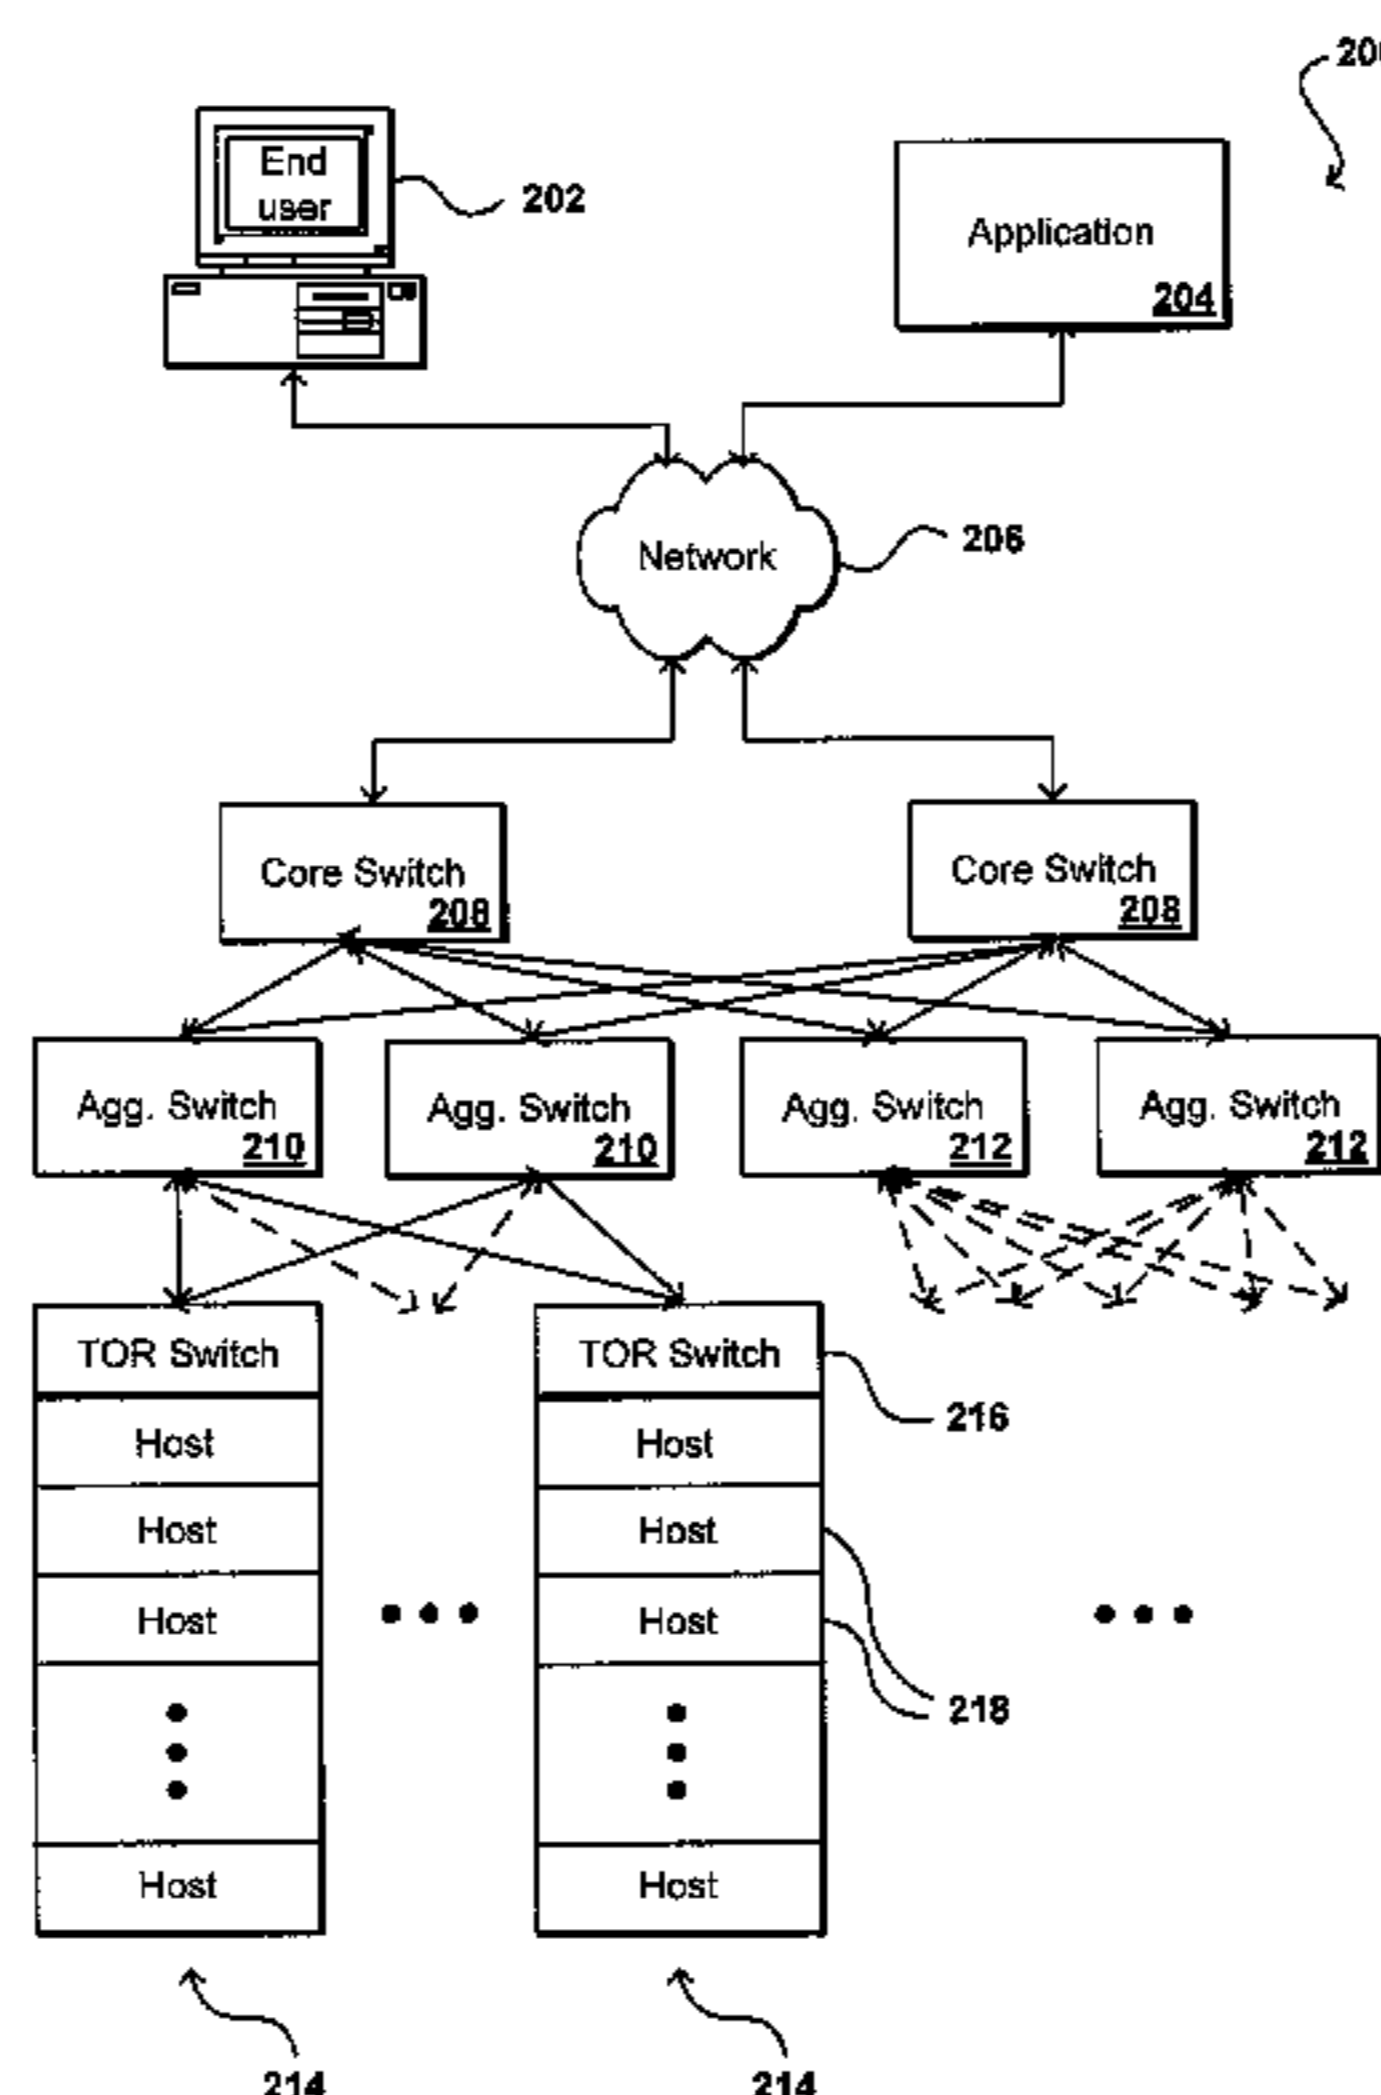 End
user
202
Application
204
Network
206
Core Switch
208
Core Switch
208
Agg. Switch
210
Agg. Switch
210
Agg. Switch
212
Agg. Switch
212
TOR Switch
TOR Switch
216
Host
Host
Host
Host
Host
Host
218
Host
Host
214
214